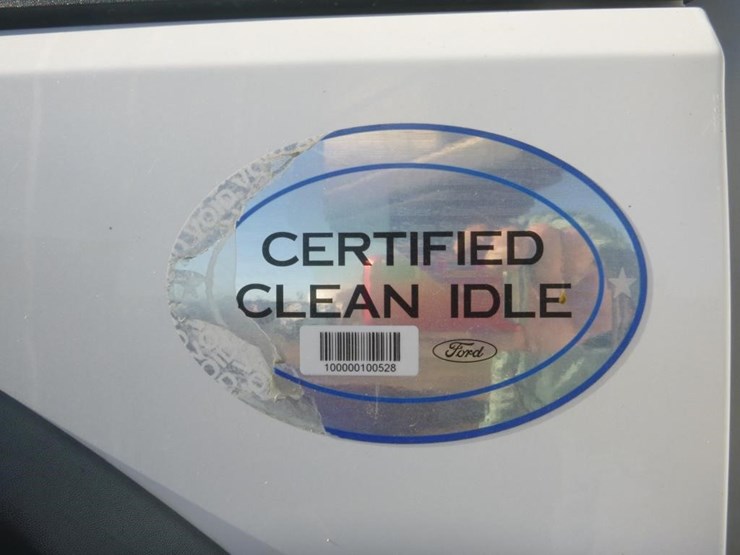 CERTIFIED
CLEAN IDLE
100000100528
Ford